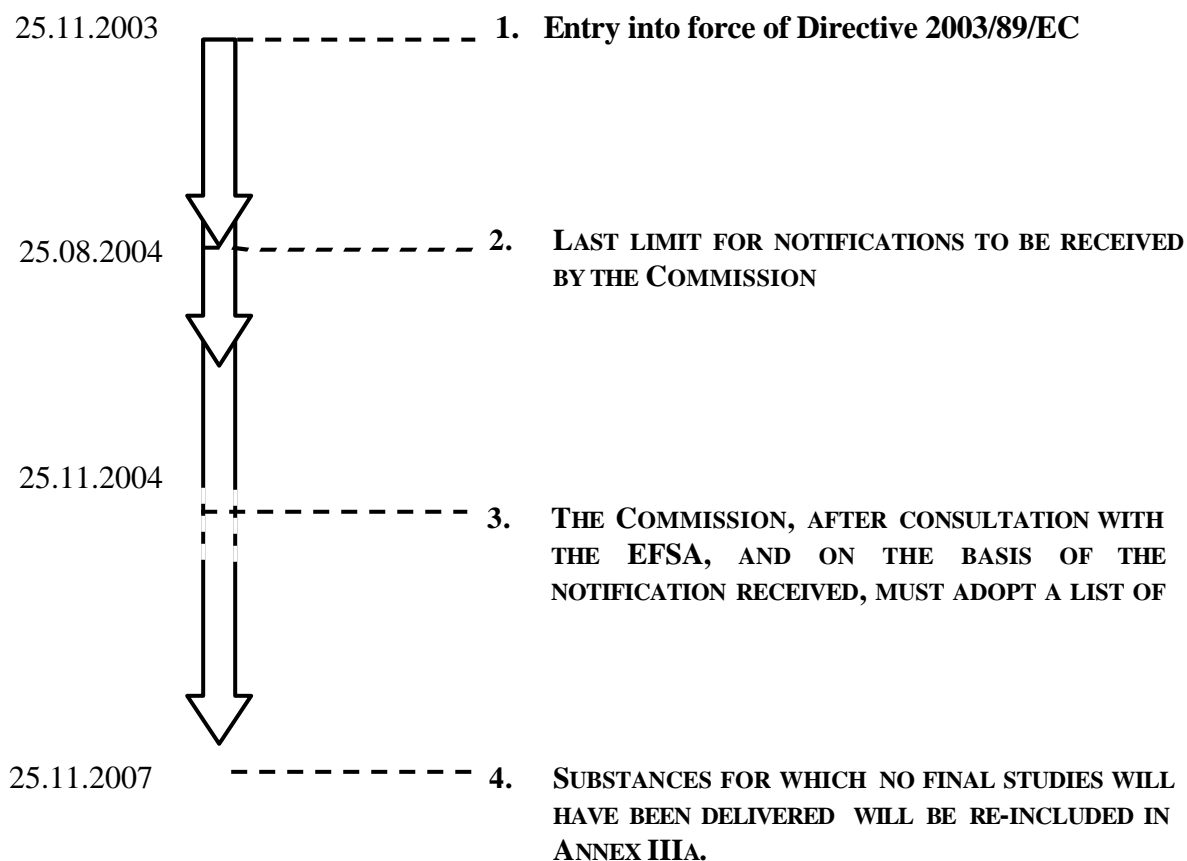 25.11.2003 1. Entry into force of Directive 2003/89/EC
25.08.2004 2. LAST LIMIT FOR NOTIFICATIONS TO BE RECEIVED
BY THE COMMISSION
25.11.2004
3. THE COMMISSION, AFTER CONSULTATION WITH
THE EFSA, AND ON THE BASIS OF THE
NOTIFICATION RECEIVED, MUST ADOPT A LIST OF
25.11.2007 4. SUBSTANCES FOR WHICH NO FINAL STUDIES WILL
HAVE BEEN DELIVERED WILL BE RE-INCLUDED IN
ANNEX IIIA.